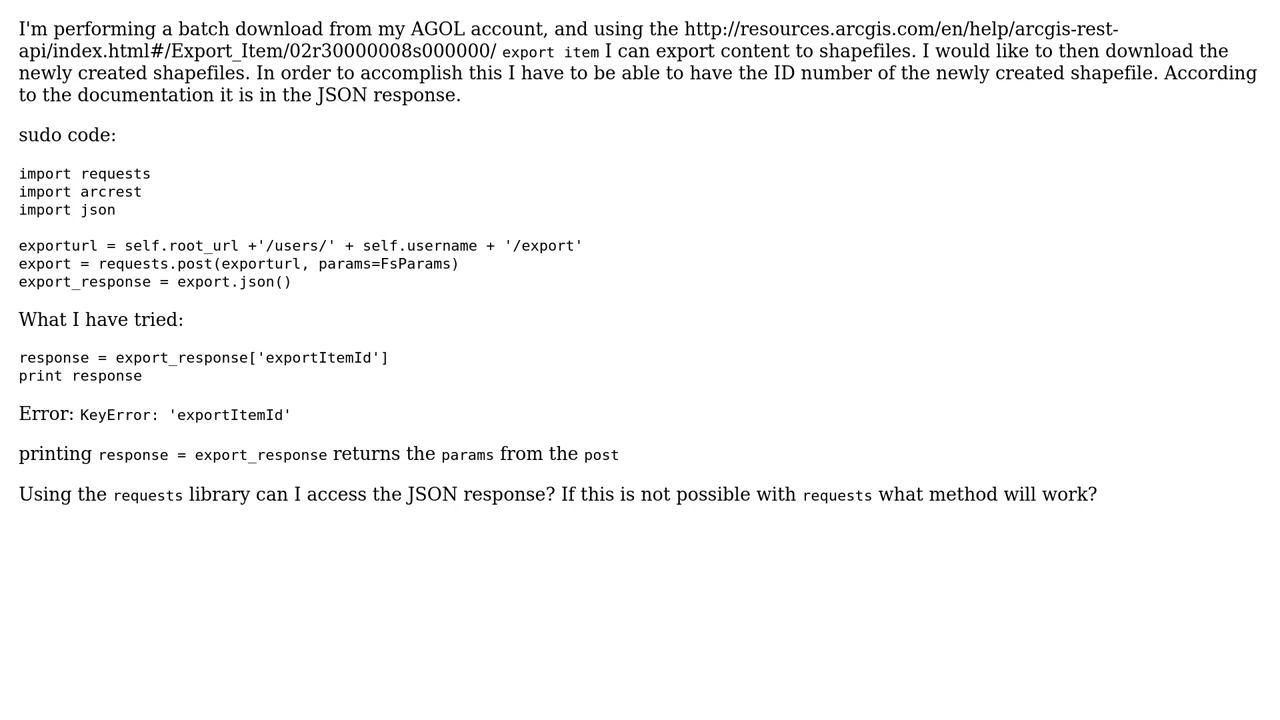 I'm performing a batch download from my AGOL account, and using the http://resources.arcgis.com/en/help/arcgis-rest-
api/index.html#/Export_Item/02r30000008s000000/ export item I can export content to shapefiles. I would like to then download the
newly created shapefiles. In order to accomplish this I have to be able to have the ID number of the newly created shapefile. According
to the documentation it is in the JSON response.
sudo code:
import requests
import arcrest
import json
exporturl = self.root_url +'/users/' + self.username + '/export'
export = requests.post(exporturl, params=FsParams)
export_response = export.json()
What I have tried:
response = export_response['exportItemId']
print response
Error: KeyError: 'exportItemId'
printing response = export_response returns the params from the post
Using the requests library can I access the JSON response? If this is not possible with requests what method will work?